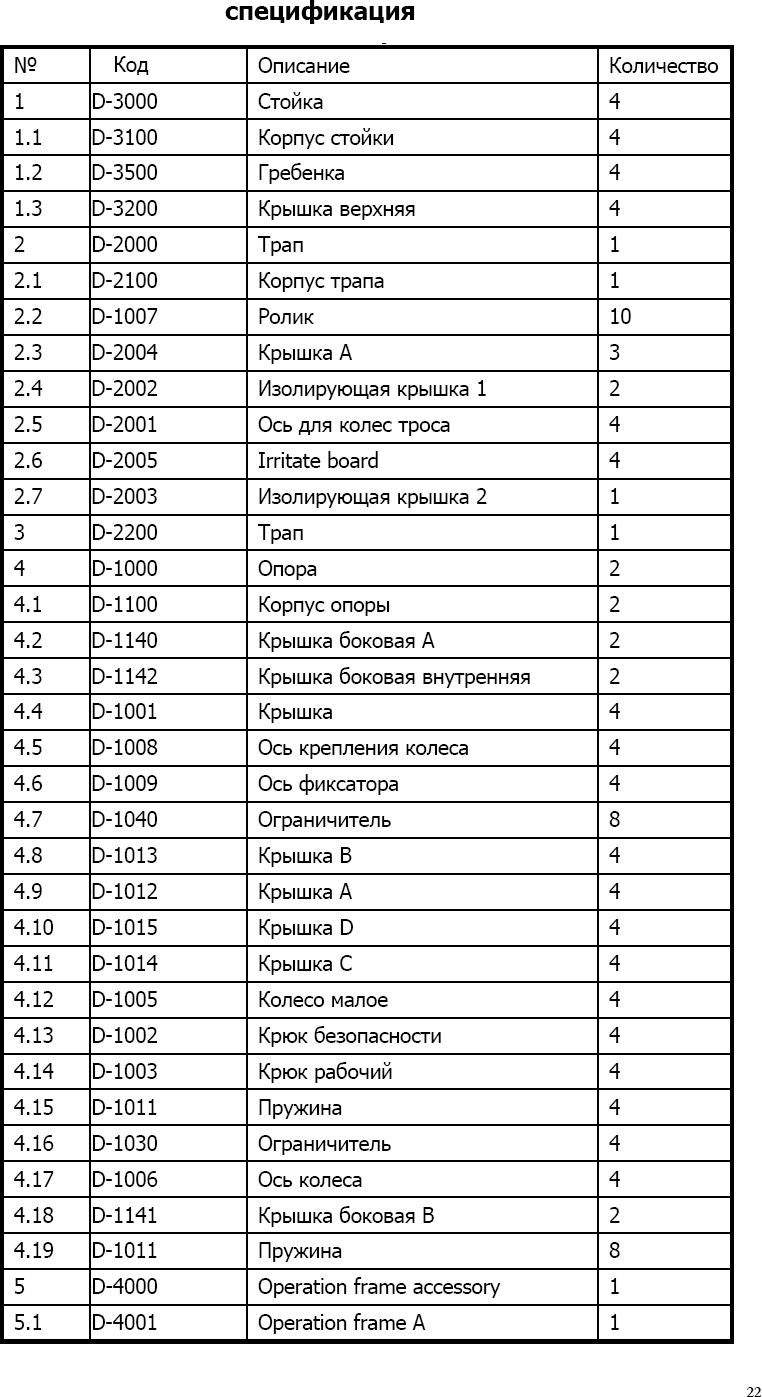 спецификация
№ Код Описание Количество
1 D-3000 Стойка 4
1.1 D-3100 Корпус стойки 4
1.2 D-3500 Гребенка 4
1.3 D-3200 Крышка верхняя 4
2 D-2000 Трап 1
2.1 D-2100 Корпус трапа 1
2.2 D-1007 Ролик 10
2.3 D-2004 Крышка А 3
2.4 D-2002 Изолирующая крышка 1 2
2.5 D-2001 Ось для колес троса 4
2.6 D-2005 Irritate board 4
2.7 D-2003 Изолирующая крышка 2 1
3 D-2200 Трап 1
4 D-1000 Опора 2
4.1 D-1100 Корпус опоры 2
4.2 D-1140 Крышка боковая А 2
4.3 D-1142 Крышка боковая внутренняя 2
4.4 D-1001 Крышка 4
4.5 D-1008 Ось крепления колеса 4
4.6 D-1009 Ось фиксатора 4
4.7 D-1040 Ограничитель 8
4.8 D-1013 Крышка В 4
4.9 D-1012 Крышка А 4
4.10 D-1015 Крышка D 4
4.11 D-1014 Крышка С 4
4.12 D-1005 Колесо малое 4
4.13 D-1002 Крюк безопасности 4
4.14 D-1003 Крюк рабочий 4
4.15 D-1011 Пружина 4
4.16 D-1030 Ограничитель 4
4.17 D-1006 Ось колеса 4
4.18 D-1141 Крышка боковая В 2
4.19 D-1011 Пружина 8
5 D-4000 Operation frame accessory 1
5.1 D-4001 Operation frame A 1
22